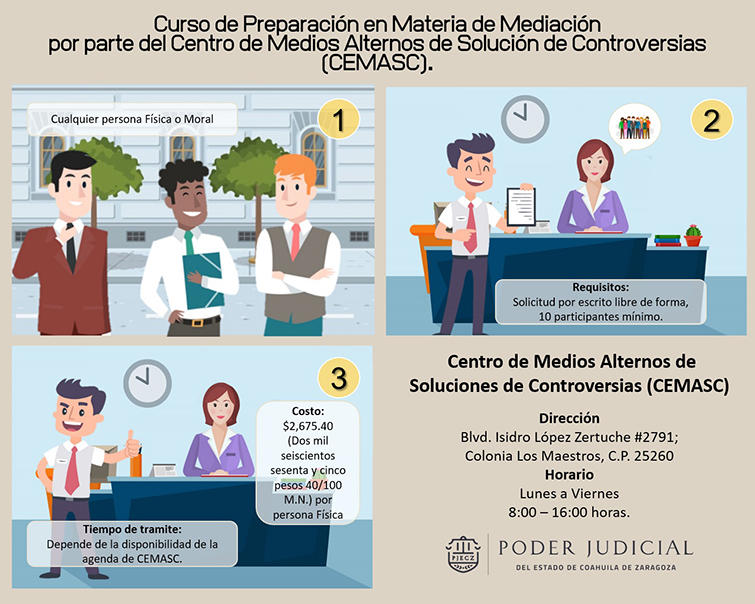 Curso de Preparación en Materia de Mediación
por parte del Centro de Medios Alternos de Solución de Controversias
(CEMASC).
Cualquier persona Física o Moral
1
2
Requisitos:
Solicitud por escrito libre de forma,
10 participantes mínimo.
3
Costo:
$2,675.40
(Dos mil
seiscientos
sesenta y cinco
pesos 40/100
M.N.) por
persona Física
Tiempo de tramite:
Depende de la disponibilidad de la
agenda de CEMASC.
Centro de Medios Alternos de
Soluciones de Controversias (CEMASC)
Dirección
Blvd. Isidro López Zertuche #2791;
Colonia Los Maestros, C.P. 25260
Horario
Lunes a Viernes
8:00 – 16:00 horas.
PJECZ
PODER JUDICIAL
DEL ESTADO DE COAHUILA DE ZARAGOZA